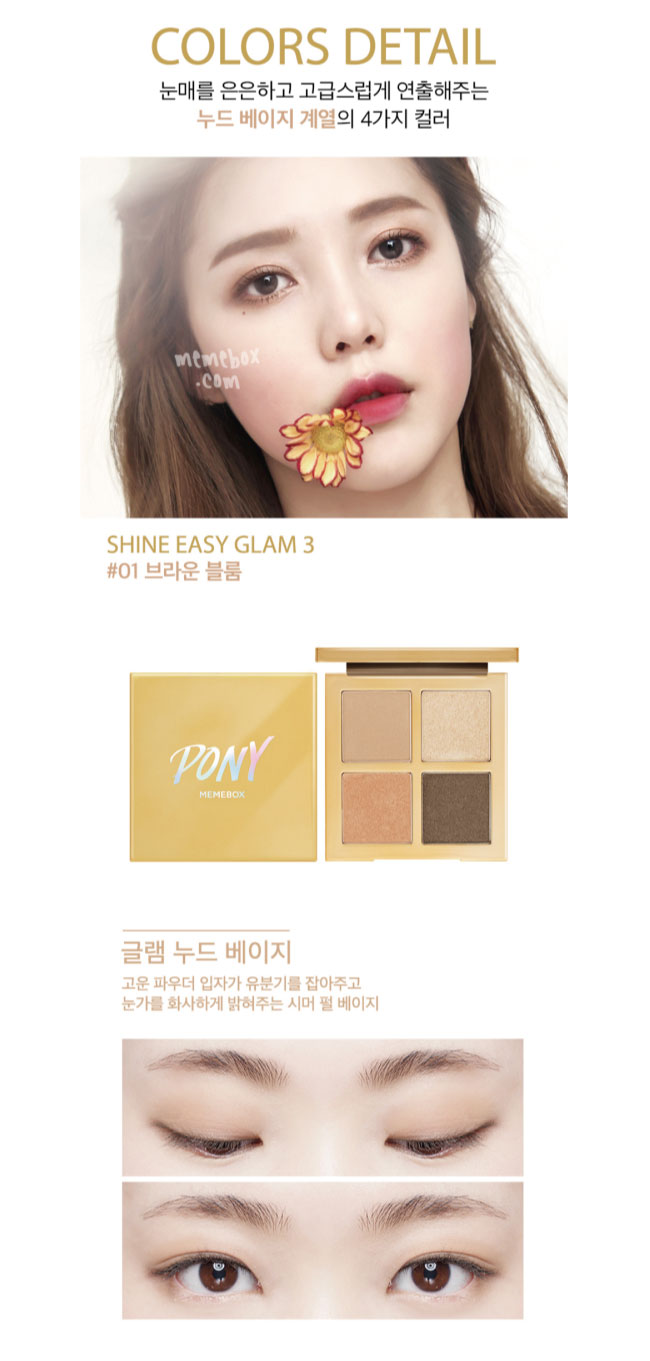 COLORS DETAIL
눈매를 은은하고 고급스럽게 연출해주는
누드 베이지 계열의 4가지 컬러
memebox
.com
SHINE EASY GLAM 3
#01 브라운 블룸
PONY
MEMEBOX
글램 누드 베이지
고운 파우더 입자가 유분기를 잡아주고
눈가를 화사하게 밝혀주는 시머 펄 베이지